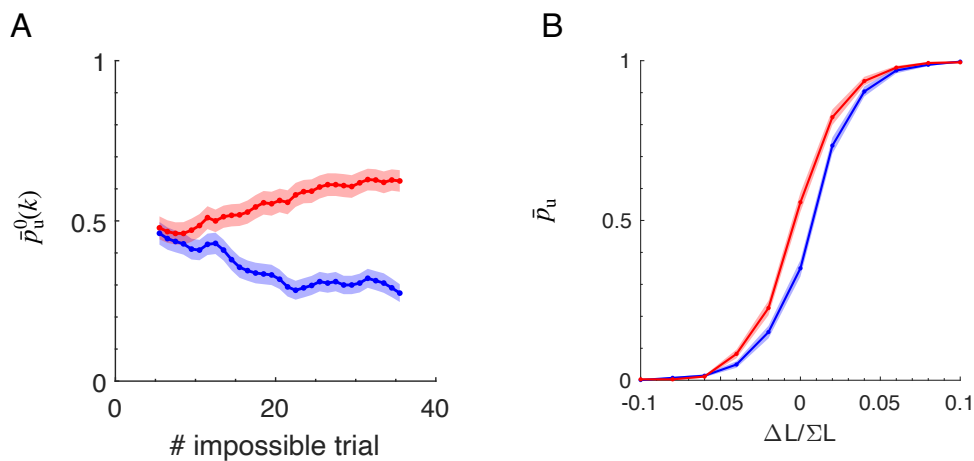 A
B
1
0.5
0
0
20
40
p̄ᵤ⁰(k)
# impossible trial
1
0.5
0
-0.1
-0.05
0
0.05
0.1
p̄ᵤ
ΔL/ΣL